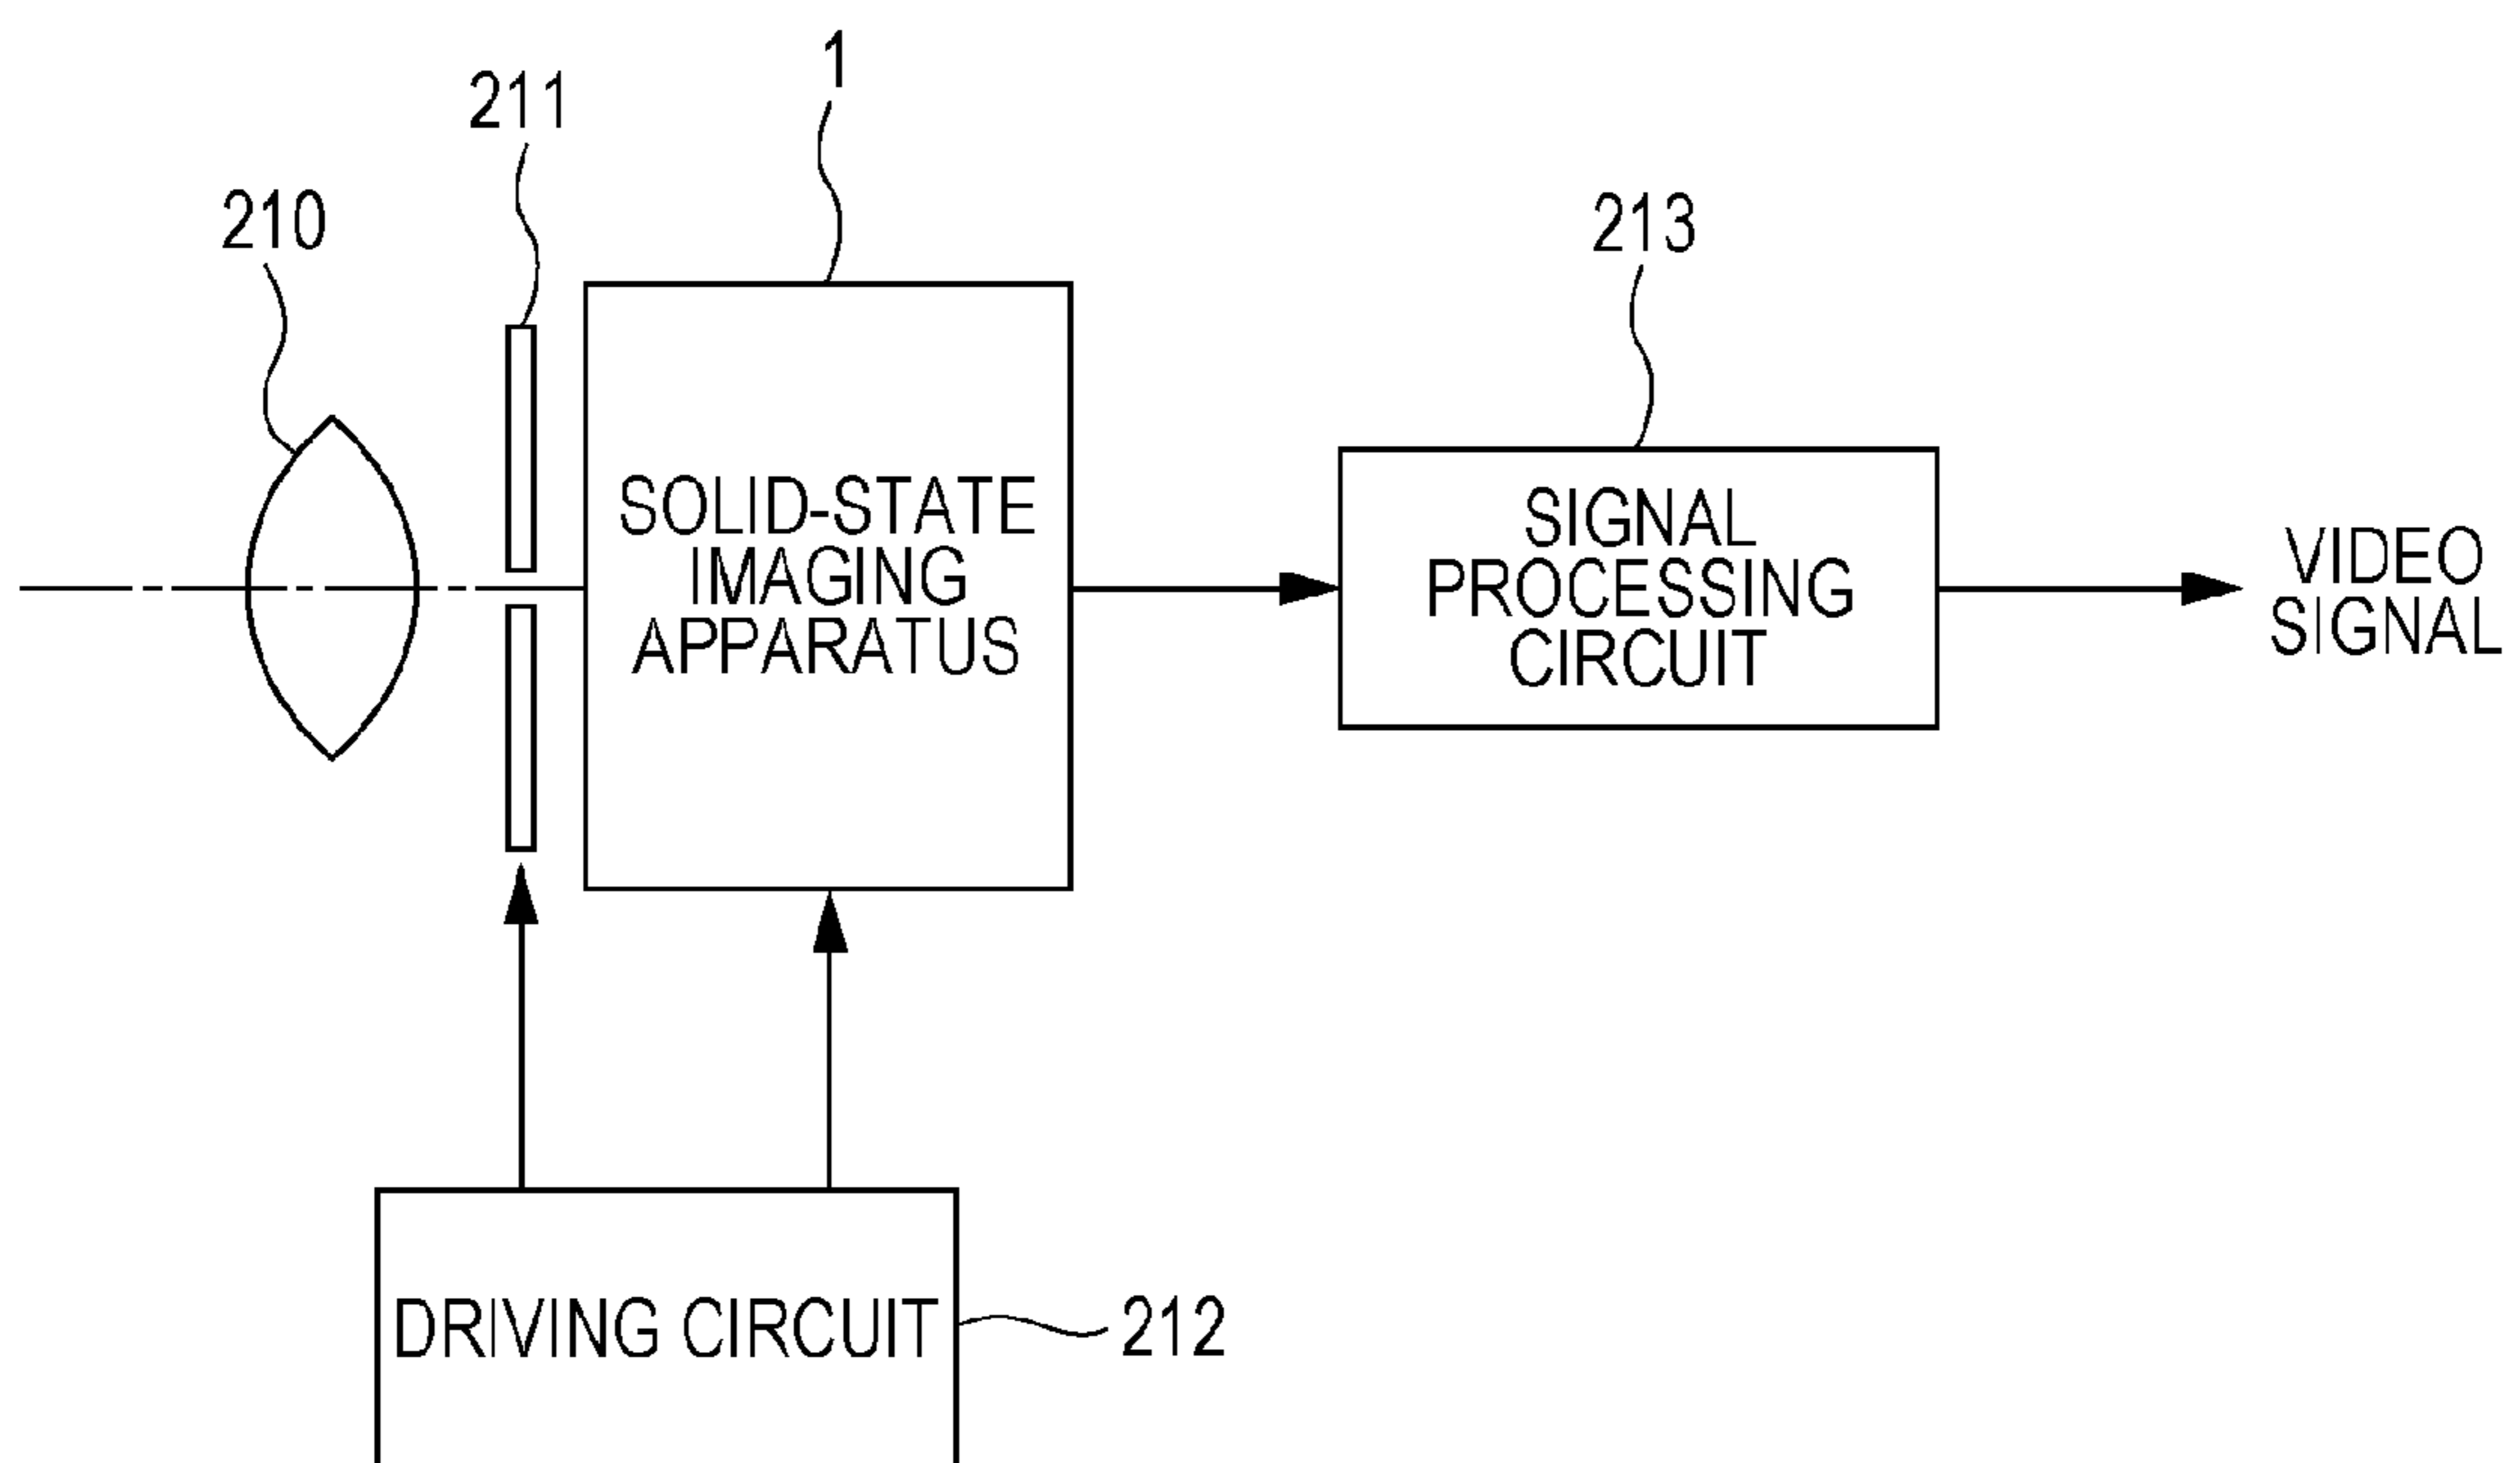 1
211
210
213
SOLID-STATE
IMAGING
APPARATUS
SIGNAL
PROCESSING
CIRCUIT
VIDEO
SIGNAL
DRIVING CIRCUIT
212